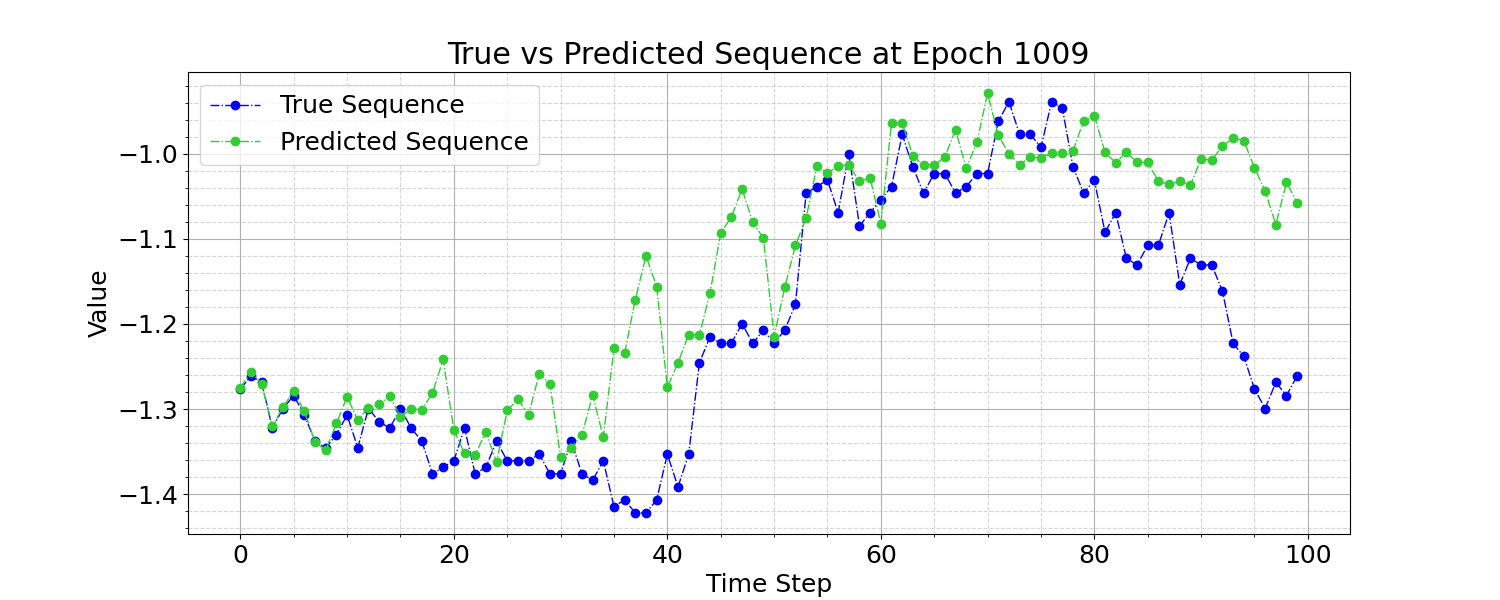 True vs Predicted Sequence at Epoch 1009
True Sequence
Predicted Sequence
Value
−1.0
−1.1
−1.2
−1.3
−1.4
0 20 40 60 80 100
Time Step